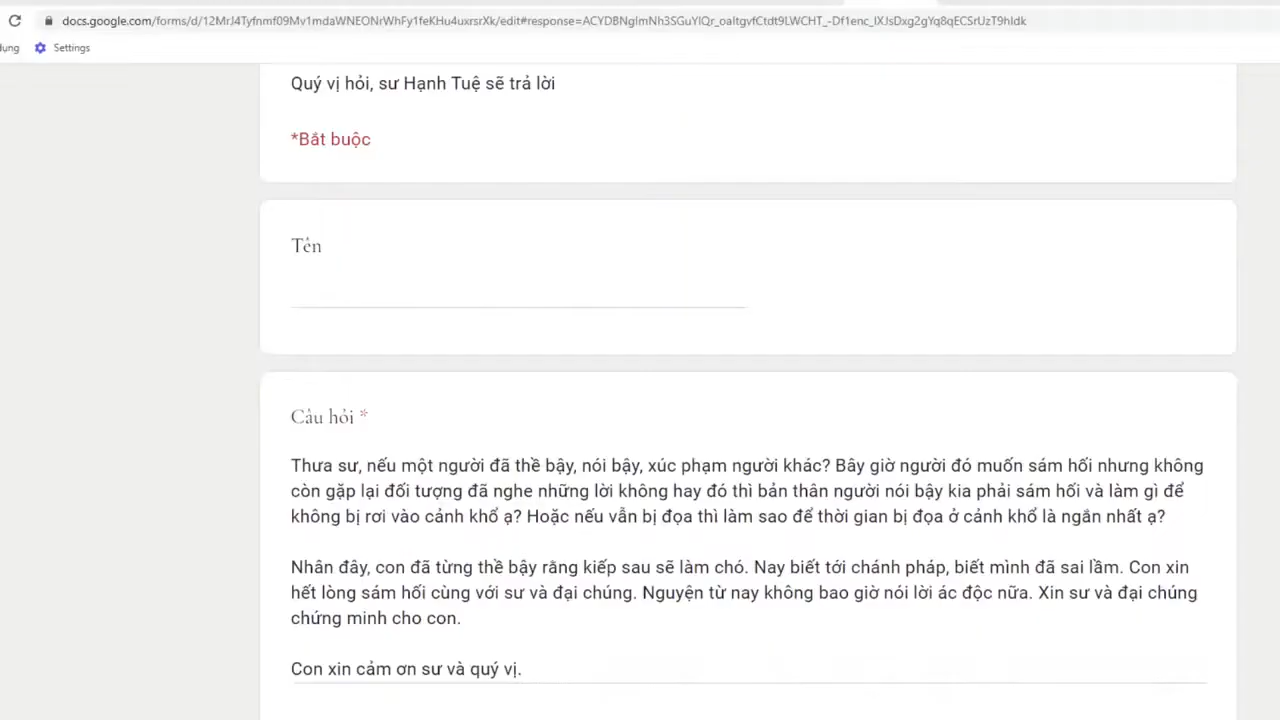 docs.google.com/forms/d/12MrJ4Tyfnmf09Mv1mdaWNEONrWhFy1feKHu4uxrsrXk/edit#response=ACYDBNglmNh3SGuYlQr_oaltgvfCtdt9LWCHT_-Df1enc_IXJsDxg2gYq8qECSrUzT9hIdk
dung Settings
Quý vị hỏi, sư Hạnh Tuệ sẽ trả lời
*Bắt buộc
Tên
Câu hỏi *
Thưa sư, nếu một người đã thề bậy, nói bậy, xúc phạm người khác? Bây giờ người đó muốn sám hối nhưng không
còn gặp lại đối tượng đã nghe những lời không hay đó thì bản thân người nói bậy kia phải sám hối và làm gì để
không bị rơi vào cảnh khổ ạ? Hoặc nếu vẫn bị đọa thì làm sao để thời gian bị đọa ở cảnh khổ là ngắn nhất ạ?
Nhân đây, con đã từng thề bậy rằng kiếp sau sẽ làm chó. Nay biết tới chánh pháp, biết mình đã sai lầm. Con xin
hết lòng sám hối cùng với sư và đại chúng. Nguyện từ nay không bao giờ nói lời ác độc nữa. Xin sư và đại chúng
chứng minh cho con.
Con xin cảm ơn sư và quý vị.